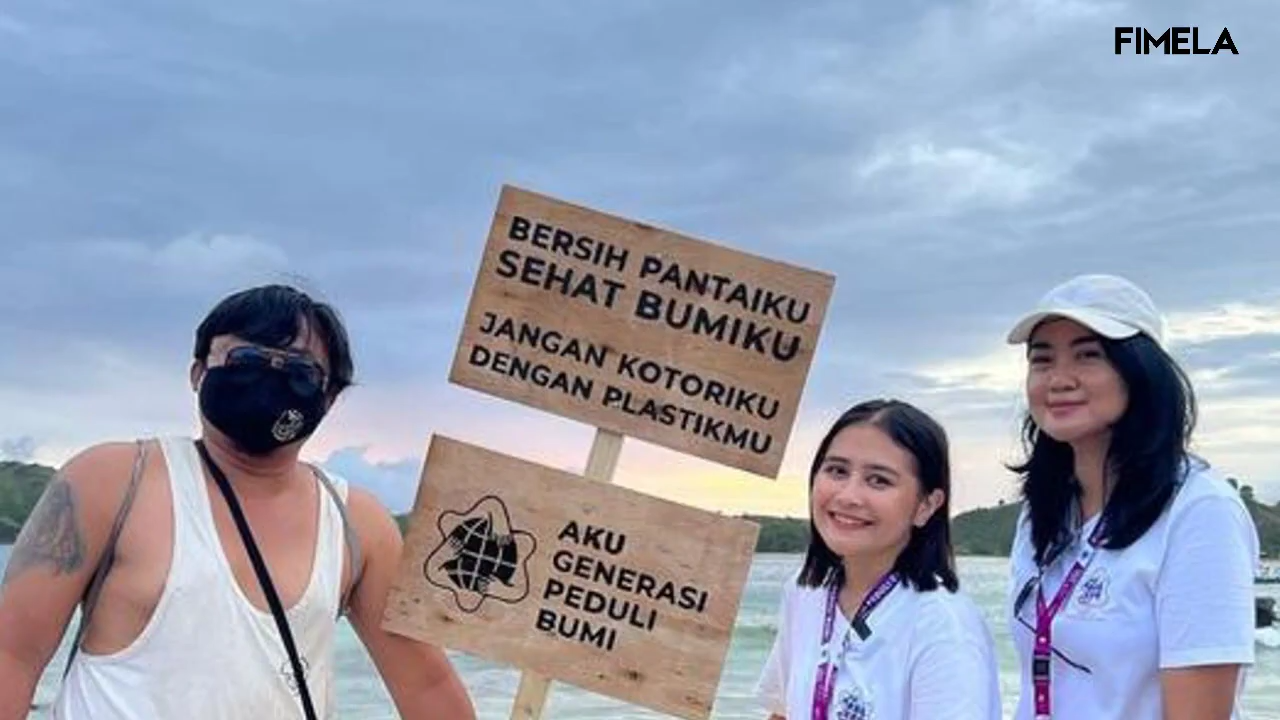 FIMELA
BERSIH PANTAIKU
SEHAT BUMIKU
JANGAN KOTORIKU
DENGAN PLASTIKMU
AKU
GENERASI
PEDULI
BUMI